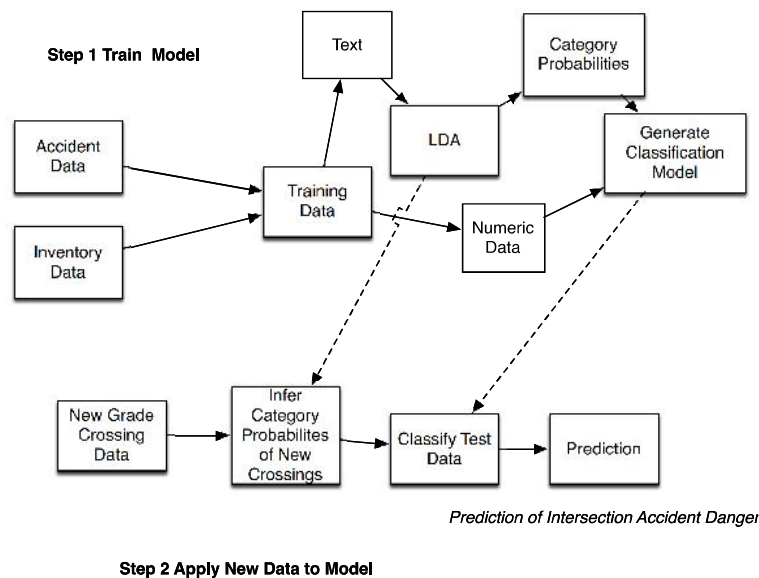 Step 1 Train Model
Text
Category
Probabilities
LDA
Generate
Classification
Model
Accident
Data
Training
Data
Numeric
Data
Inventory
Data
New Grade
Crossing
Data
Infer
Category
Probabilites
of New
Crossings
Classify Test
Data
Prediction
Prediction of Intersection Accident Danger
Step 2 Apply New Data to Model